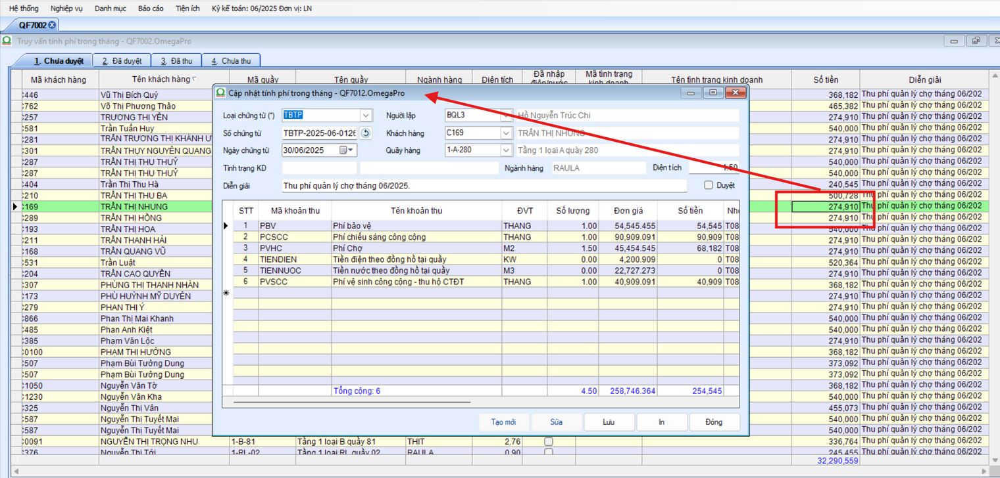 Hệ thống Nghiệp vụ Danh mục Báo cáo Tiện ích Kỳ kế toán: 06/2025 Đơn vị: LN
QF7002
Truy vấn tính phí trong tháng - QF7002.OmegaPro
1. Chưa duyệt 2. Đã duyệt 3. Đã thu 4. Chưa thu
Mã khách hàng Tên khách hàng Mã quầy Tên quầy Ngành hàng Diện tích Đã nhập điện/nước Mã tình trạng kinh doanh Tên tình trạng kinh doanh Số tiền Diễn giải
C446 Vũ Thị Bích Quý 368,182 Thu phí quản lý chợ tháng 06/202
C762 Võ Thị Phương Thảo 465,382 Thu phí quản lý chợ tháng 06/202
C257 TRƯƠNG THỊ YÊN 274,910 Thu phí quản lý chợ tháng 06/202
C581 Trần Tuấn Huy 540,000 Thu phí quản lý chợ tháng 06/202
C281 TRẦN TRƯƠNG THỊ KHÁNH U 274,910 Thu phí quản lý chợ tháng 06/202
C301 TRẦN THỤY NGUYÊN QUANG 274,910 Thu phí quản lý chợ tháng 06/202
C287 TRẦN THỊ THU THUỶ 540,000 Thu phí quản lý chợ tháng 06/202
C287 TRẦN THỊ THU THUỶ 540,000 Thu phí quản lý chợ tháng 06/202
C404 Trần Thị Thu Hà 240,545 Thu phí quản lý chợ tháng 06/202
C210 TRẦN THỊ THU BA 500,728 Thu phí quản lý chợ tháng 06/202
C169 TRẦN THỊ NHUNG 274,910 Thu phí quản lý chợ tháng 06/202
C289 TRẦN THỊ HỒNG 274,910 Thu phí quản lý chợ tháng 06/202
C193 TRẦN THỊ HOA 540,000 Thu phí quản lý chợ tháng 06/202
C211 TRẦN THANH HẢI 274,910 Thu phí quản lý chợ tháng 06/202
C168 TRẦN QUANG VŨ 274,910 Thu phí quản lý chợ tháng 06/202
C531 Trần Luật 520,364 Thu phí quản lý chợ tháng 06/202
C204 TRẦN CAO QUYỀN 274,910 Thu phí quản lý chợ tháng 06/202
C307 PHÙNG THỊ THANH NHÀN 368,182 Thu phí quản lý chợ tháng 06/202
C173 PHÙ HUỲNH MỸ DUYÊN 274,910 Thu phí quản lý chợ tháng 06/202
C279 PHAN THỊ Ý 274,910 Thu phí quản lý chợ tháng 06/202
C866 Phan Thị Mai Khanh 540,000 Thu phí quản lý chợ tháng 06/202
C485 Phan Anh Kiệt 540,000 Thu phí quản lý chợ tháng 06/202
C385 Phạm Văn Lộc 274,910 Thu phí quản lý chợ tháng 06/202
C0100 PHẠM THỊ HƯỜNG 368,182 Thu phí quản lý chợ tháng 06/202
C507 Phạm Bùi Tưởng Dung 373,092 Thu phí quản lý chợ tháng 06/202
C507 Phạm Bùi Tưởng Dung 373,092 Thu phí quản lý chợ tháng 06/202
C1050 Nguyễn Văn Tờ 368,182 Thu phí quản lý chợ tháng 06/202
C1230 Nguyễn Văn Kha 540,000 Thu phí quản lý chợ tháng 06/202
C325 Nguyễn Thị Vân 455,073 Thu phí quản lý chợ tháng 06/202
C587 Nguyễn Thị Tuyết Mai 540,000 Thu phí quản lý chợ tháng 06/202
C587 Nguyễn Thị Tuyết Mai 540,000 Thu phí quản lý chợ tháng 06/202
C0091 NGUYỄN THỊ TRỌNG NHU 1-B-81 Tầng 1 loại B quầy 81 THIT 2.76 336,764 Thu phí quản lý chợ tháng 06/202
C376 Nguyễn Thị Tới 1-RL-02 Tầng 1 loại RL quầy 02 RAULA 0.90 245,455 Thu phí quản lý chợ tháng 06/202
32,290,559
Cập nhật tính phí trong tháng - QF7012.OmegaPro
Loại chứng từ (*) TBTP Người lập BQL3 Hồ Nguyễn Trúc Chi
Số chứng từ TBTP-2025-06-0126 Khách hàng C169 TRẦN THỊ NHUNG
Ngày chứng từ 30/06/2025 Quầy hàng 1-A-280 Tầng 1 loại A quày 280
Tình trạng KD Ngành hàng RAULA Diện tích 1.50
Diễn giải Thu phí quản lý chợ tháng 06/2025. Duyệt
STT Mã khoản thu Tên khoản thu ĐVT Số lượng Đơn giá Số tiền Nhó
1 PBV Phí bảo vệ THANG 1.00 54,545.455 54,545 T08
2 PCSCC Phí chiếu sáng công cộng THANG 1.00 90,909.091 90,909 T08
3 PVHC Phí Chợ M2 1.50 45,454.545 68,182 T08
4 TIENDIEN Tiền điện theo đồng hồ tại quầy KW 0.00 4,200.909 0 T08
5 TIENNUOC Tiền nước theo đồng hồ tại quầy M3 0.00 22,727.273 0 T08
6 PVSCC Phí vệ sinh công cộng - thu hộ CTĐT THANG 1.00 40,909.091 40,909 T08
Tổng cộng: 6 4.50 258,746.364 254,545
Tạo mới Sửa Lưu In Đóng